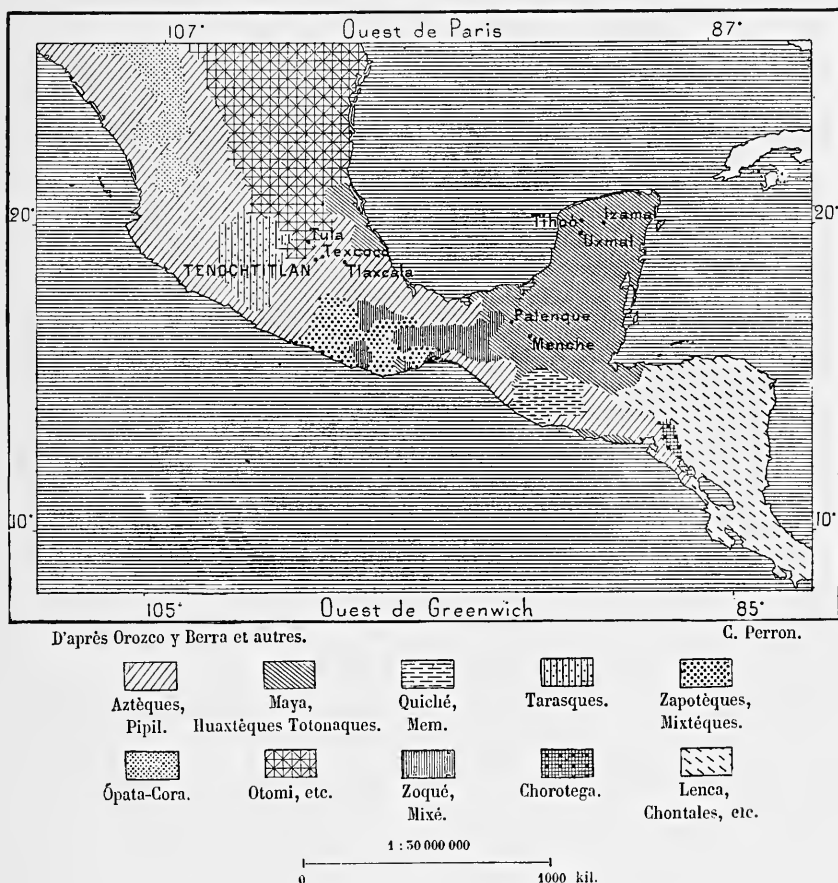 Ouest de Paris
107°
87°
20°
20°
Tihoó
Izamal
Uxmal
Tula
Texcoco
TENOCHTITLAN
Tlaxcala
Palenque
Menche
10°
10°
105°
Ouest de Greenwich
85°
D'après Orozco y Berra et autres.
C. Perron.
Aztèques,
Pipil.
Maya,
Huaxtèques Totonaques.
Quiché,
Mem.
Tarasques.
Zapotèques,
Mixtéques.
Ópata-Cora.
Otomi, etc.
Zoqué,
Mixé.
Chorotega.
Lenca,
Chontales, etc.
1 : 30 000 000
0
1000 kil.